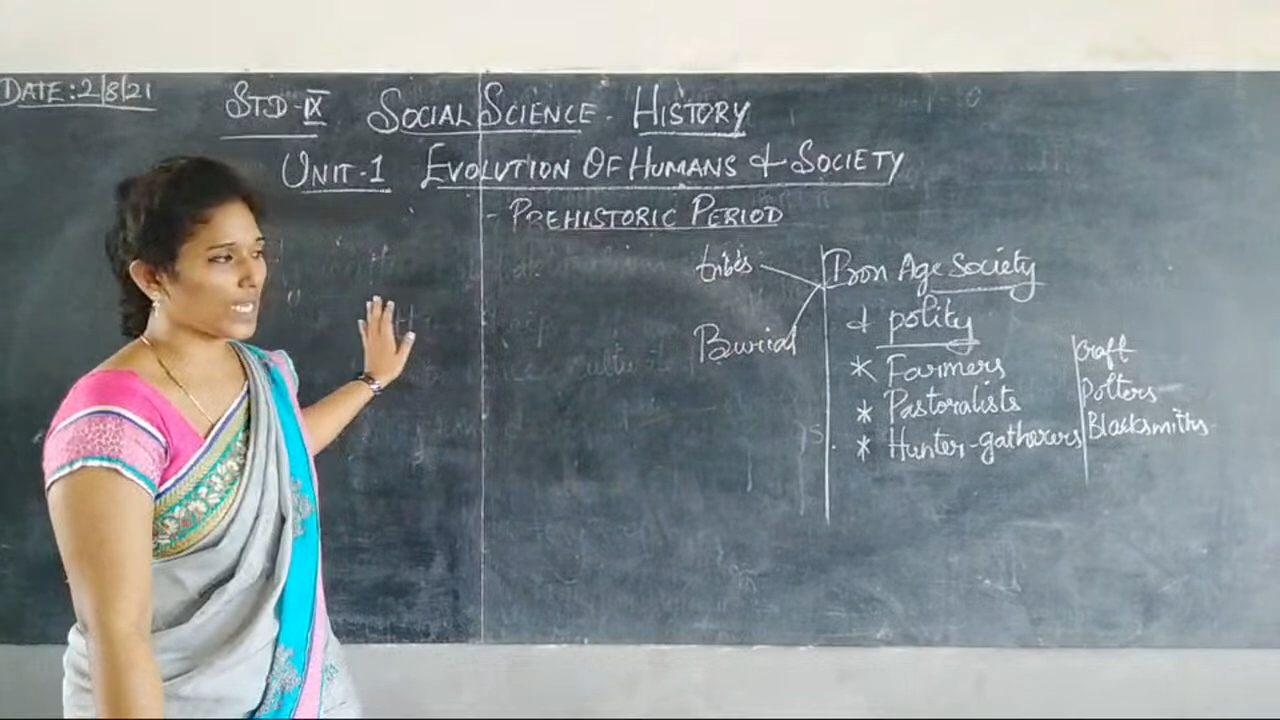 DATE: 2/8/21
STD-IX SOCIAL SCIENCE - HISTORY
UNIT-1 EVOLUTION OF HUMANS & SOCIETY
- PREHISTORIC PERIOD
tribes
Burial
Iron Age Society
& polity
* Farmers
* Pastoralists
* Hunter-gatherers
Craft
Potters
Blacksmiths